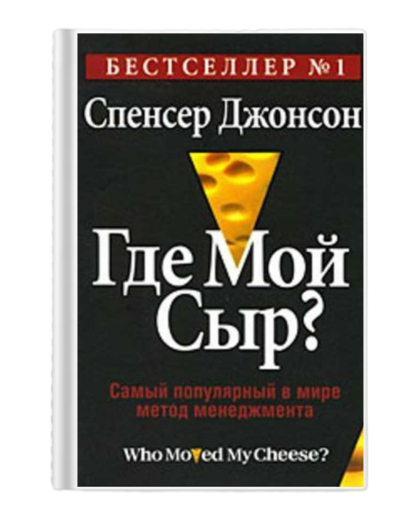 БЕСТСЕЛЛЕР №1
Спенсер Джонсон
Где Мой
Сыр?
Самый популярный в мире
метод менеджмента
Who Moved My Cheese?